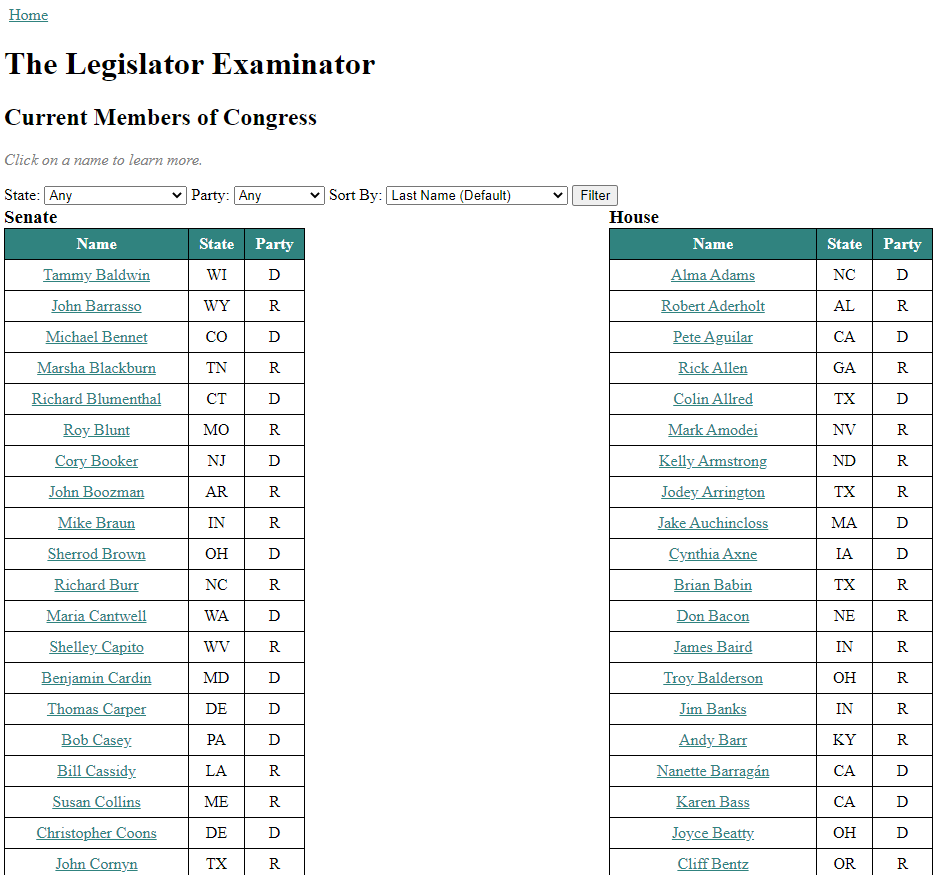 Home
The Legislator Examinator
Current Members of Congress
Click on a name to learn more.
State: Any Party: Any Sort By: Last Name (Default) Filter
Senate
Name State Party
Tammy Baldwin WI D
John Barrasso WY R
Michael Bennet CO D
Marsha Blackburn TN R
Richard Blumenthal CT D
Roy Blunt MO R
Cory Booker NJ D
John Boozman AR R
Mike Braun IN R
Sherrod Brown OH D
Richard Burr NC R
Maria Cantwell WA D
Shelley Capito WV R
Benjamin Cardin MD D
Thomas Carper DE D
Bob Casey PA D
Bill Cassidy LA R
Susan Collins ME R
Christopher Coons DE D
John Cornyn TX R
House
Name State Party
Alma Adams NC D
Robert Aderholt AL R
Pete Aguilar CA D
Rick Allen GA R
Colin Allred TX D
Mark Amodei NV R
Kelly Armstrong ND R
Jodey Arrington TX R
Jake Auchincloss MA D
Cynthia Axne IA D
Brian Babin TX R
Don Bacon NE R
James Baird IN R
Troy Balderson OH R
Jim Banks IN R
Andy Barr KY R
Nanette Barragán CA D
Karen Bass CA D
Joyce Beatty OH D
Cliff Bentz OR R